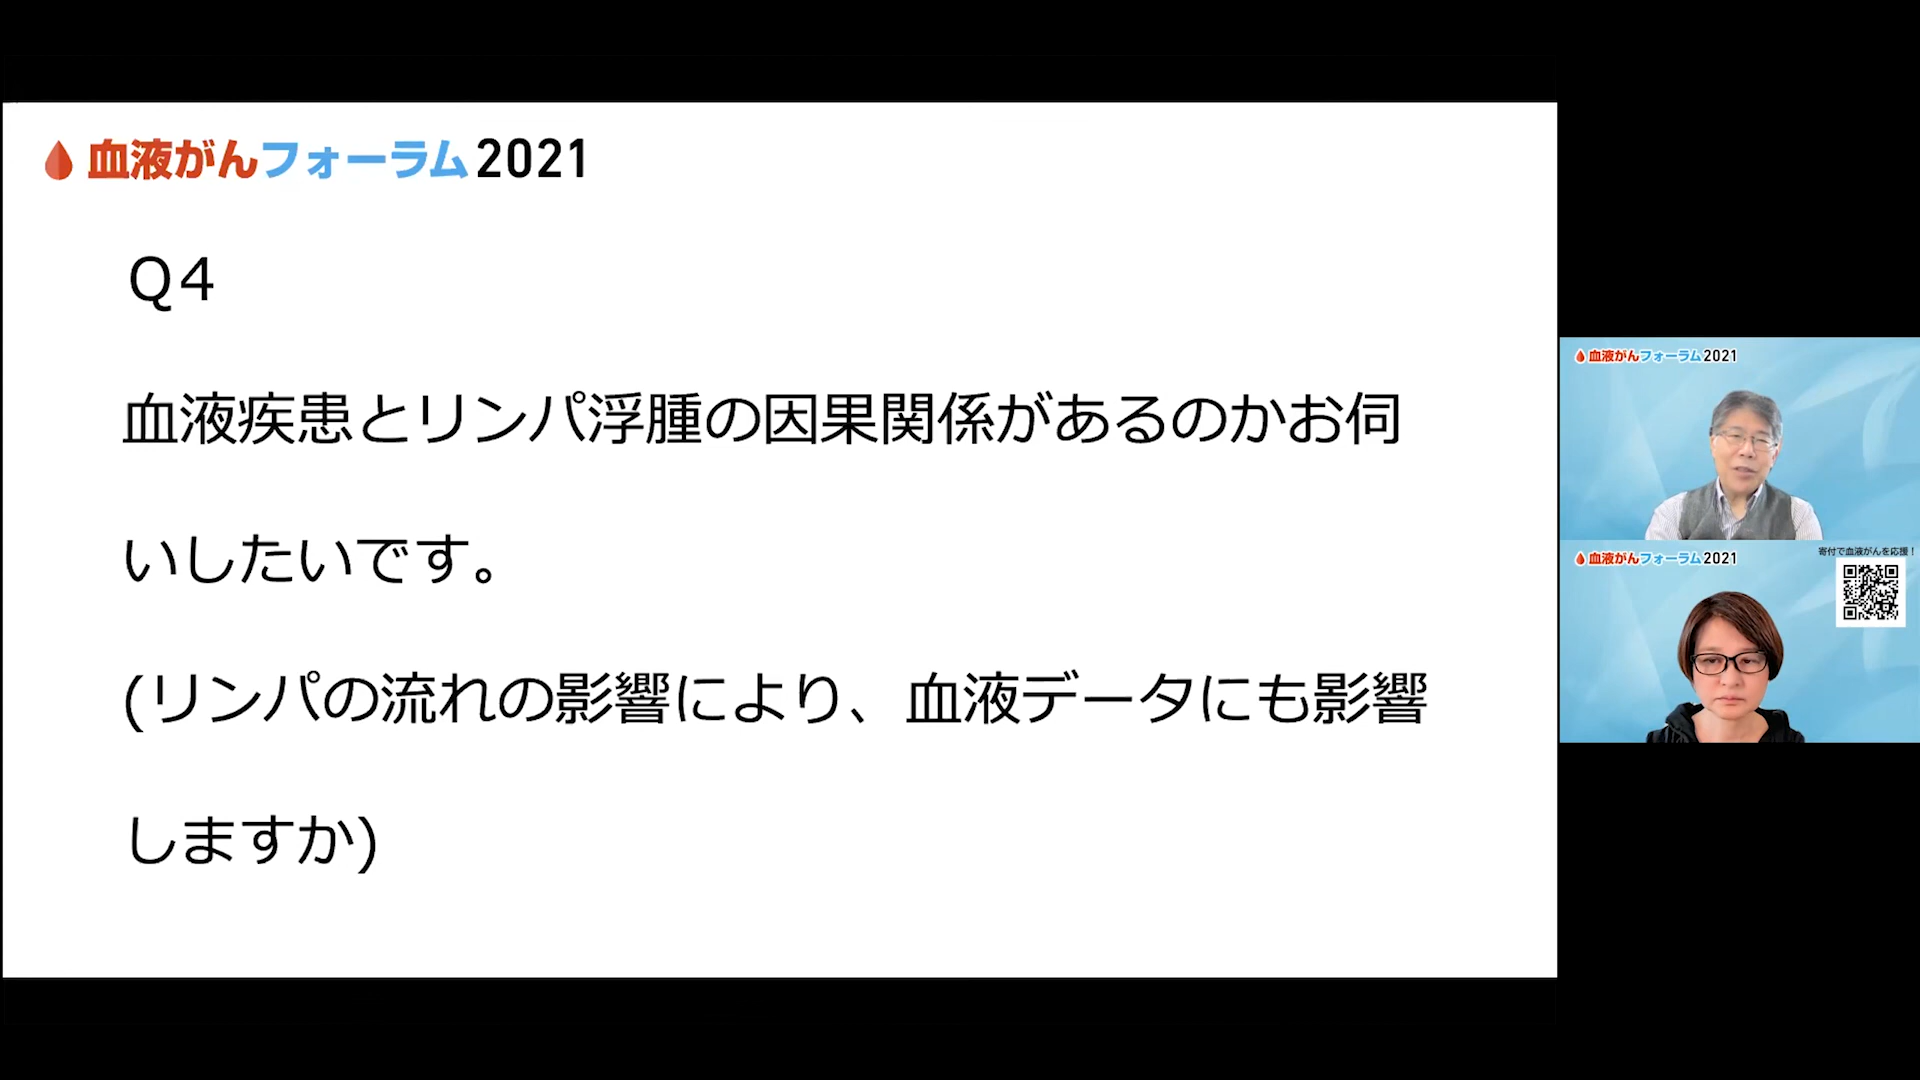 血液がんフォーラム2021
Q4
血液疾患とリンパ浮腫の因果関係があるのかお伺
いしたいです。
(リンパの流れの影響により、血液データにも影響
しますか)
血液がんフォーラム2021
血液がんフォーラム2021
寄付で血液がんを応援！